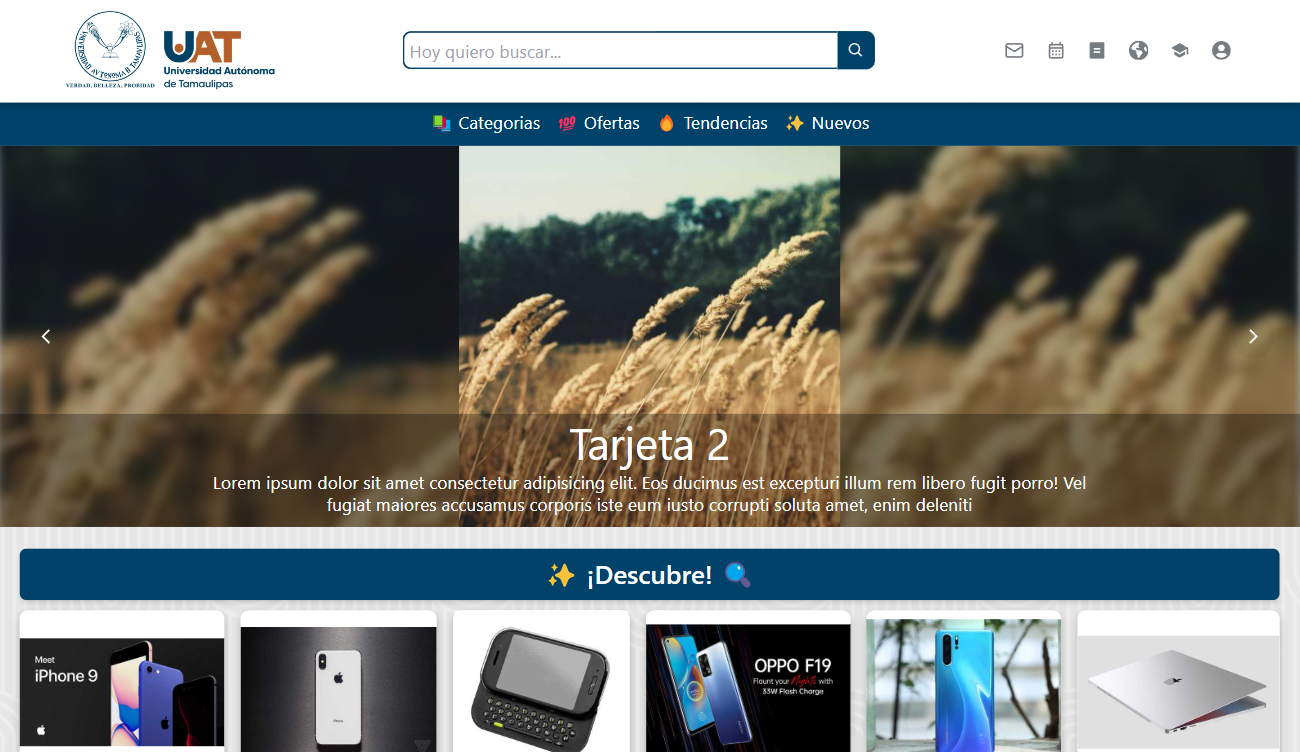 UNIVERSIDAD AUTÓNOMA DE TAMAULIPAS
VERDAD, BELLEZA, PROBIDAD
UAT
Universidad Autónoma
de Tamaulipas
Hoy quiero buscar...
Categorias
💯 Ofertas
Tendencias
Nuevos
Tarjeta 2
Lorem ipsum dolor sit amet consectetur adipisicing elit. Eos ducimus est excepturi illum rem libero fugit porro! Vel
fugiat maiores accusamus corporis iste eum iusto corrupti soluta amet, enim deleniti
✨ ¡Descubre! 🔍
Meet
iPhone 9
OPPO F19
Flaunt your Nights with
33W Flash Charge